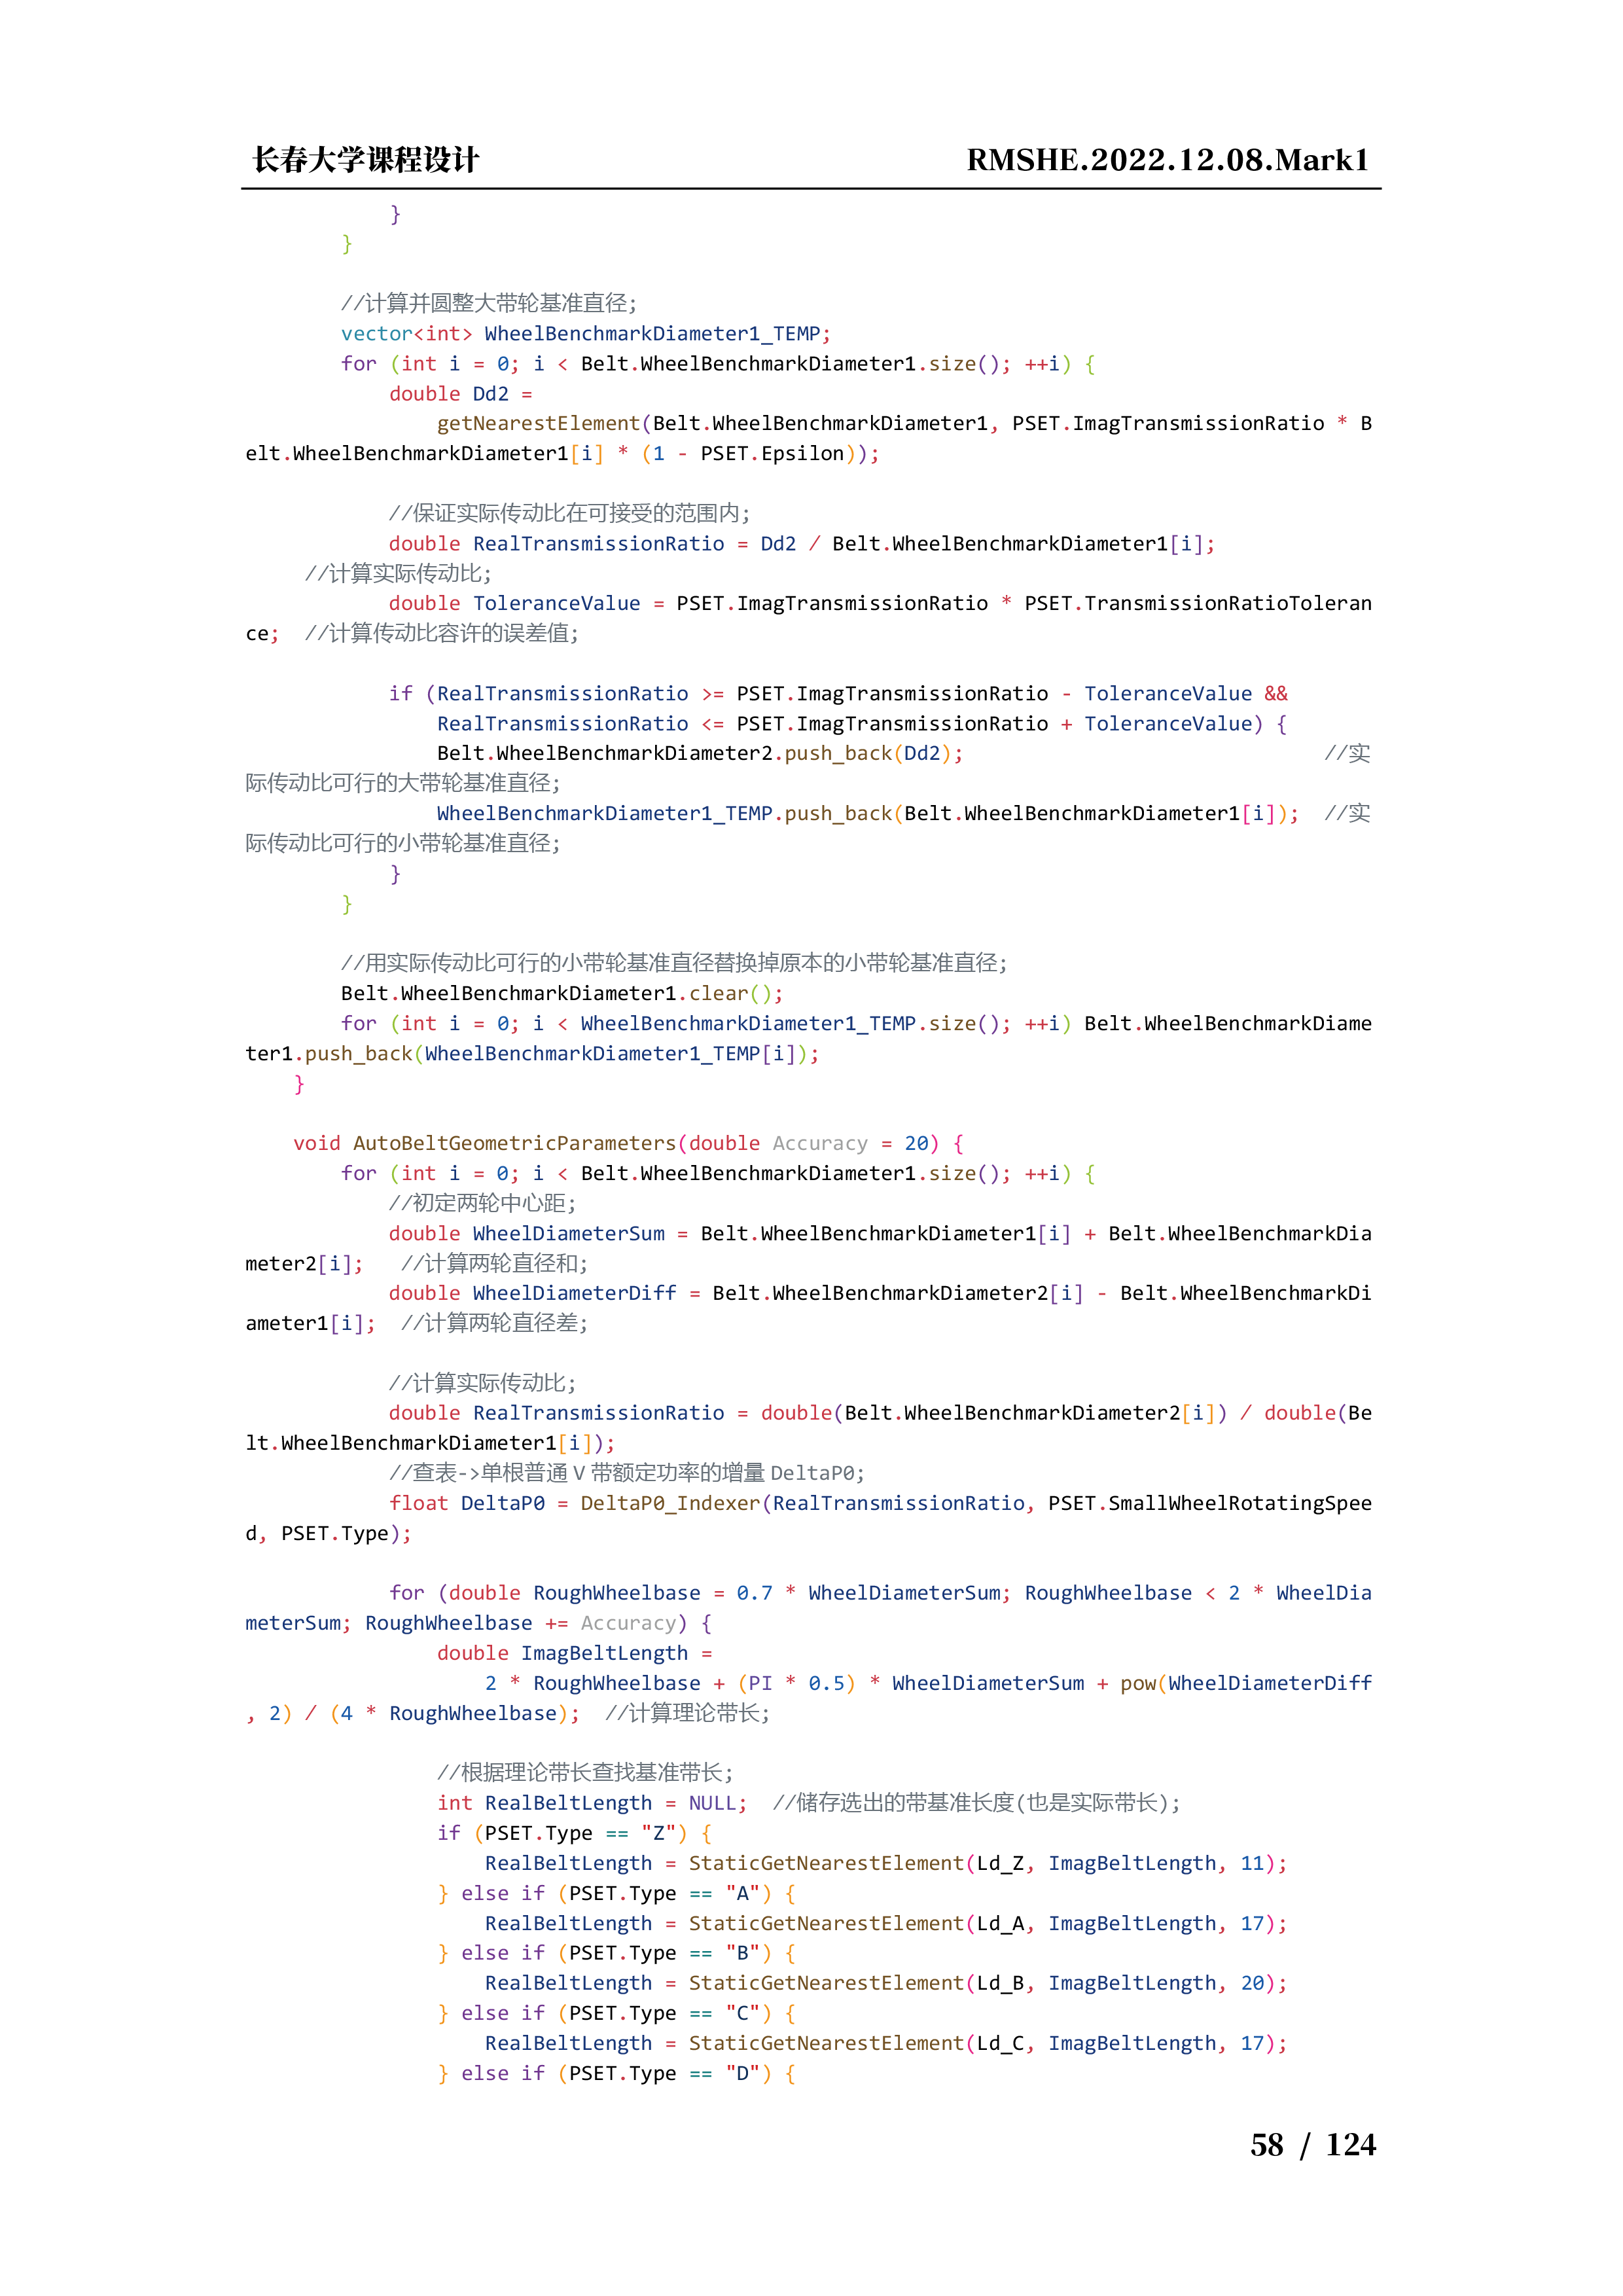 长春大学课程设计 RMSHE.2022.12.08.Mark1
            }
        }

        //计算并圆整大带轮基准直径;
        vector<int> WheelBenchmarkDiameter1_TEMP;
        for (int i = 0; i < Belt.WheelBenchmarkDiameter1.size(); ++i) {
            double Dd2 =
                getNearestElement(Belt.WheelBenchmarkDiameter1, PSET.ImagTransmissionRatio * B
elt.WheelBenchmarkDiameter1[i] * (1 - PSET.Epsilon));

            //保证实际传动比在可接受的范围内;
            double RealTransmissionRatio = Dd2 / Belt.WheelBenchmarkDiameter1[i];
     //计算实际传动比;
            double ToleranceValue = PSET.ImagTransmissionRatio * PSET.TransmissionRatioToleran
ce;  //计算传动比容许的误差值;

            if (RealTransmissionRatio >= PSET.ImagTransmissionRatio - ToleranceValue &&
                RealTransmissionRatio <= PSET.ImagTransmissionRatio + ToleranceValue) {
                Belt.WheelBenchmarkDiameter2.push_back(Dd2);                              //实
际传动比可行的大带轮基准直径;
                WheelBenchmarkDiameter1_TEMP.push_back(Belt.WheelBenchmarkDiameter1[i]);  //实
际传动比可行的小带轮基准直径;
            }
        }

        //用实际传动比可行的小带轮基准直径替换掉原本的小带轮基准直径;
        Belt.WheelBenchmarkDiameter1.clear();
        for (int i = 0; i < WheelBenchmarkDiameter1_TEMP.size(); ++i) Belt.WheelBenchmarkDiame
ter1.push_back(WheelBenchmarkDiameter1_TEMP[i]);
    }

    void AutoBeltGeometricParameters(double Accuracy = 20) {
        for (int i = 0; i < Belt.WheelBenchmarkDiameter1.size(); ++i) {
            //初定两轮中心距;
            double WheelDiameterSum = Belt.WheelBenchmarkDiameter1[i] + Belt.WheelBenchmarkDia
meter2[i];   //计算两轮直径和;
            double WheelDiameterDiff = Belt.WheelBenchmarkDiameter2[i] - Belt.WheelBenchmarkDi
ameter1[i];  //计算两轮直径差;

            //计算实际传动比;
            double RealTransmissionRatio = double(Belt.WheelBenchmarkDiameter2[i]) / double(Be
lt.WheelBenchmarkDiameter1[i]);
            //查表->单根普通 V 带额定功率的增量 DeltaP0;
            float DeltaP0 = DeltaP0_Indexer(RealTransmissionRatio, PSET.SmallWheelRotatingSpee
d, PSET.Type);

            for (double RoughWheelbase = 0.7 * WheelDiameterSum; RoughWheelbase < 2 * WheelDia
meterSum; RoughWheelbase += Accuracy) {
                double ImagBeltLength =
                    2 * RoughWheelbase + (PI * 0.5) * WheelDiameterSum + pow(WheelDiameterDiff
, 2) / (4 * RoughWheelbase);  //计算理论带长;

                //根据理论带长查找基准带长;
                int RealBeltLength = NULL;  //储存选出的带基准长度(也是实际带长);
                if (PSET.Type == "Z") {
                    RealBeltLength = StaticGetNearestElement(Ld_Z, ImagBeltLength, 11);
                } else if (PSET.Type == "A") {
                    RealBeltLength = StaticGetNearestElement(Ld_A, ImagBeltLength, 17);
                } else if (PSET.Type == "B") {
                    RealBeltLength = StaticGetNearestElement(Ld_B, ImagBeltLength, 20);
                } else if (PSET.Type == "C") {
                    RealBeltLength = StaticGetNearestElement(Ld_C, ImagBeltLength, 17);
                } else if (PSET.Type == "D") {
58 / 124